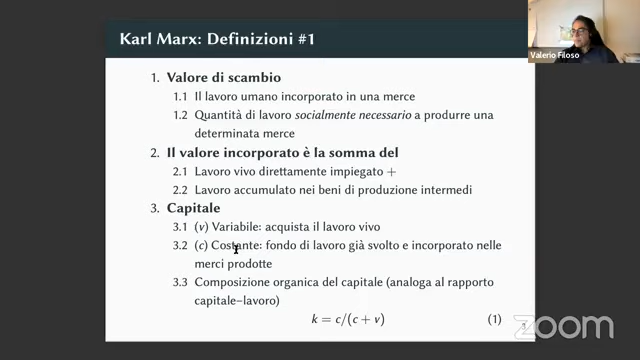 Karl Marx: Definizioni #1
Valerio Filoso
1. Valore di scambio
1.1 Il lavoro umano incorporato in una merce
1.2 Quantità di lavoro socialmente necessario a produrre una
determinata merce
2. Il valore incorporato è la somma del
2.1 Lavoro vivo direttamente impiegato +
2.2 Lavoro accumulato nei beni di produzione intermedi
3. Capitale
3.1 (v) Variabile: acquista il lavoro vivo
3.2 (c) Costante: fondo di lavoro già svolto e incorporato nelle
merci prodotte
3.3 Composizione organica del capitale (analoga al rapporto
capitale–lavoro)
k = c/(c + v) (1)
zoom